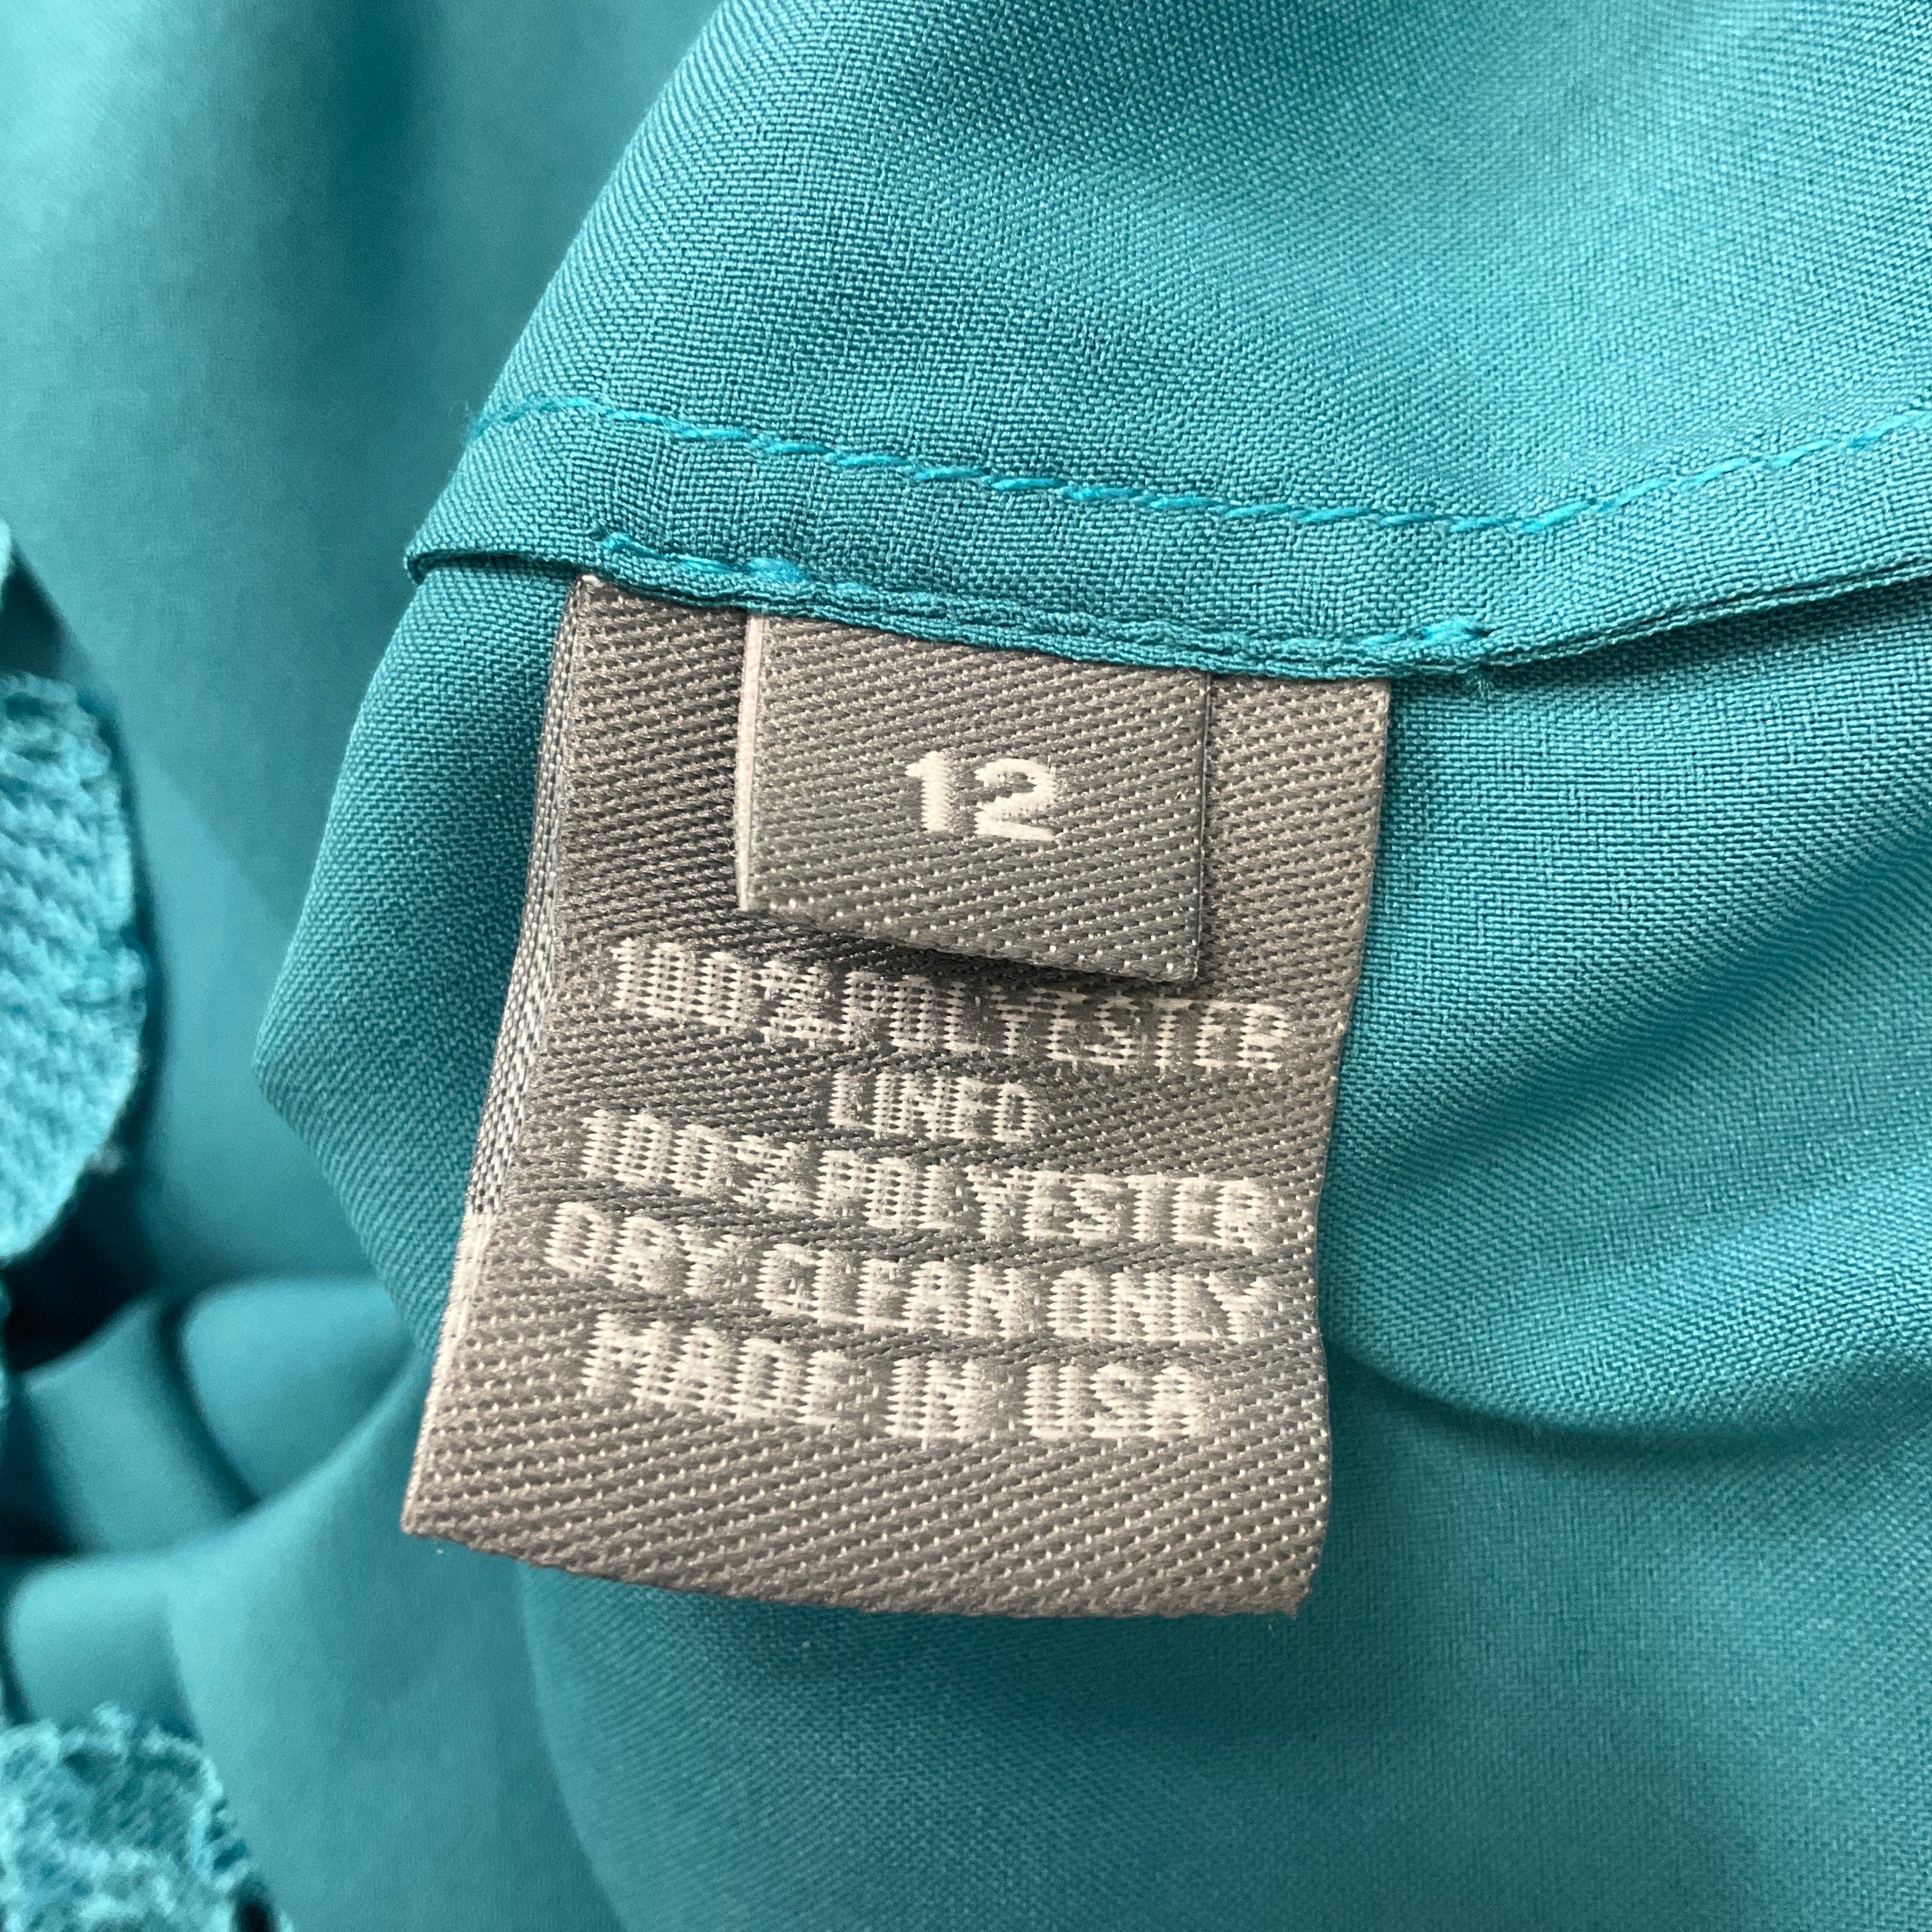 12
100% POLYESTER
LINED
100% POLYESTER
DRY CLEAN ONLY
MADE IN USA